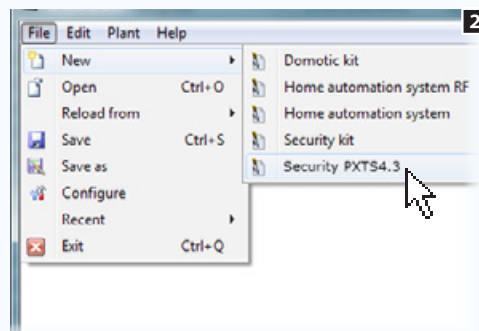 2
File Edit Plant Help
New
Open Ctrl+O
Reload from
Save Ctrl+S
Save as
Configure
Recent
Exit Ctrl+Q
Domotic kit
Home automation system RF
Home automation system
Security kit
Security PXTS4.3